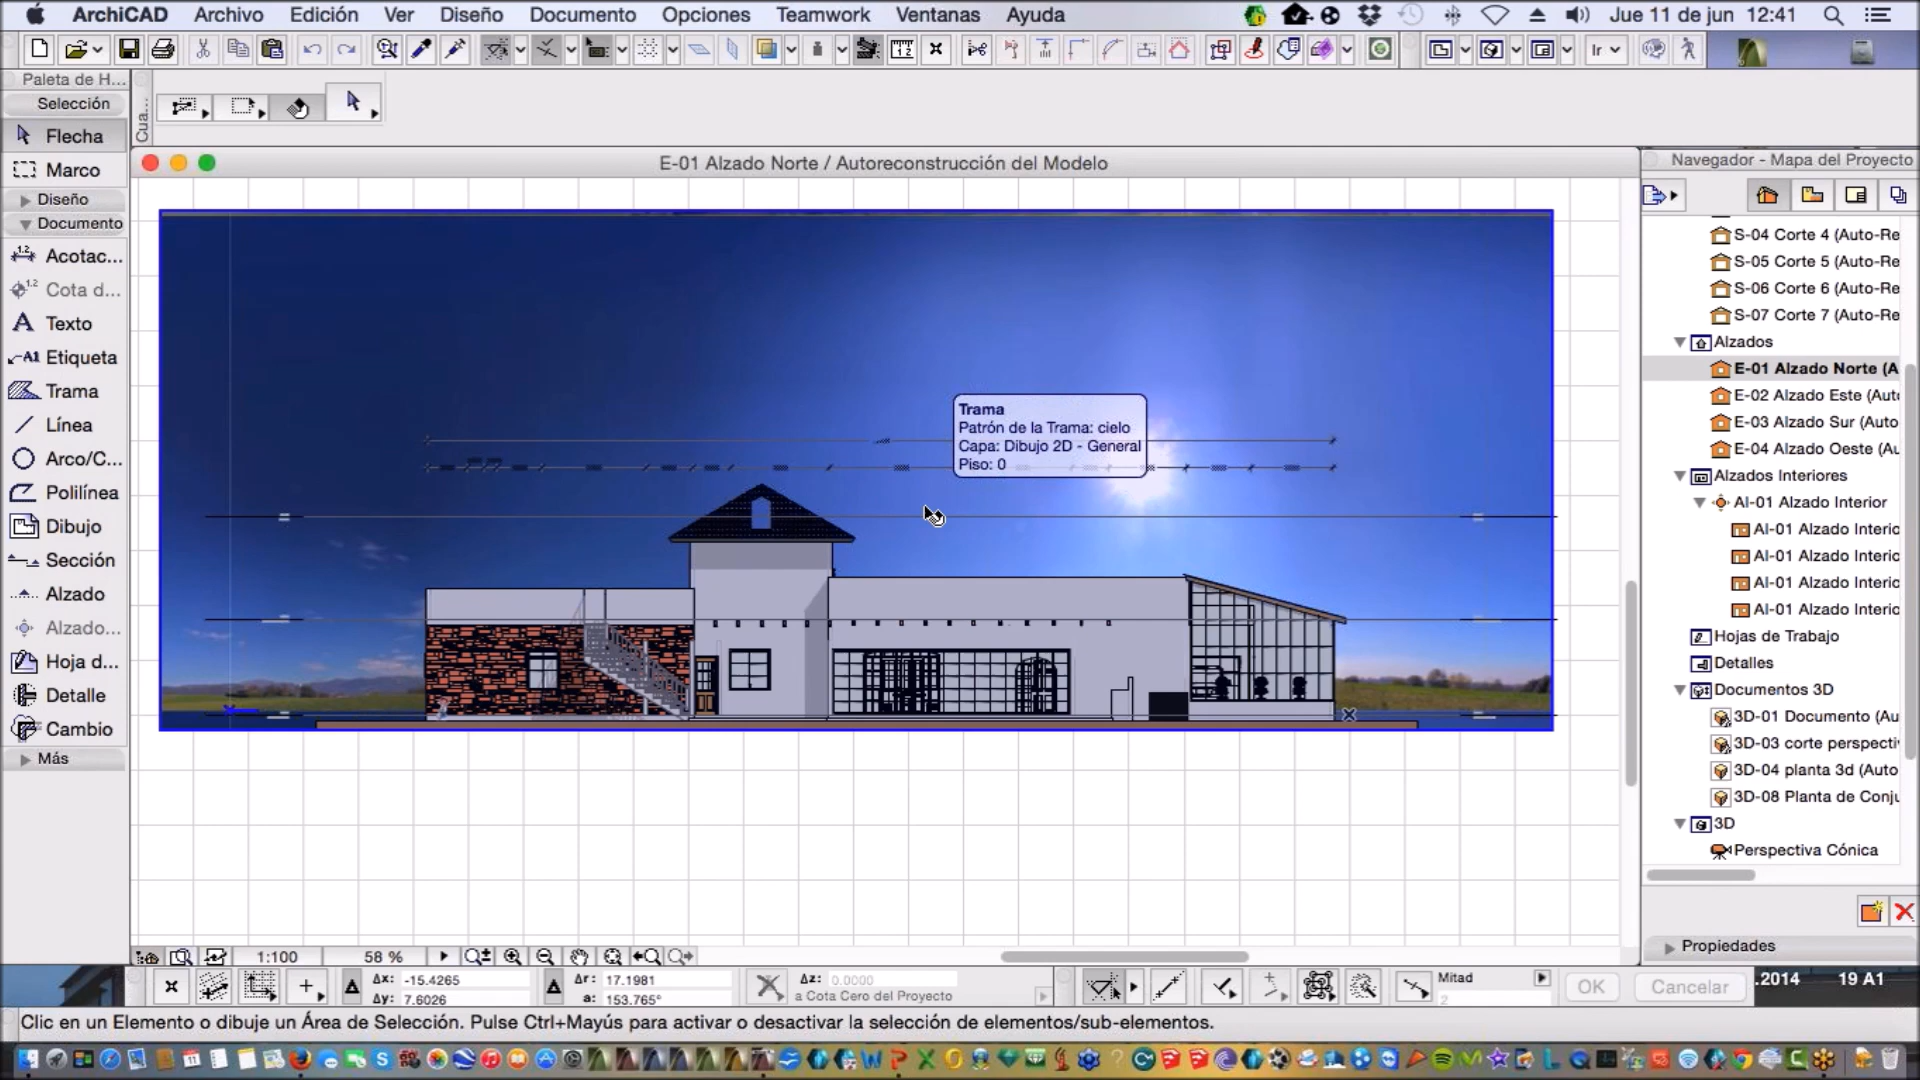 ArchiCAD Archivo Edición Ver Diseño Documento Opciones Teamwork Ventanas Ayuda Jue 11 de jun 12:41
Paleta de H...
Selección
Flecha
Marco
Diseño
Documento
Acotac...
Cota d...
Texto
Etiqueta
Trama
Línea
Arco/C...
Polilínea
Dibujo
Sección
Alzado
Alzado...
Hoja d...
Detalle
Cambio
Más
Cua...
E-01 Alzado Norte / Autoreconstrucción del Modelo
Trama
Patrón de la Trama: cielo
Capa: Dibujo 2D - General
Piso: 0
Navegador - Mapa del Proyecto
S-04 Corte 4 (Auto-Re
S-05 Corte 5 (Auto-Re
S-06 Corte 6 (Auto-Re
S-07 Corte 7 (Auto-Re
Alzados
E-01 Alzado Norte (A
E-02 Alzado Este (Auto
E-03 Alzado Sur (Auto
E-04 Alzado Oeste (Au
Alzados Interiores
AI-01 Alzado Interior
AI-01 Alzado Interio
AI-01 Alzado Interio
AI-01 Alzado Interio
AI-01 Alzado Interio
Hojas de Trabajo
Detalles
Documentos 3D
3D-01 Documento (Au
3D-03 corte perspecti
3D-04 planta 3d (Auto
3D-08 Planta de Conju
3D
Perspectiva Cónica
Propiedades
1:100 58 %
Δx: -15.4265
Δy: 7.6026
Δr: 17.1981
a: 153.765°
Δz: 0.0000
a Cota Cero del Proyecto
Mitad
2
OK Cancelar
.2014 19 A1
Clic en un Elemento o dibuje un Área de Selección. Pulse Ctrl+Mayús para activar o desactivar la selección de elementos/sub-elementos.